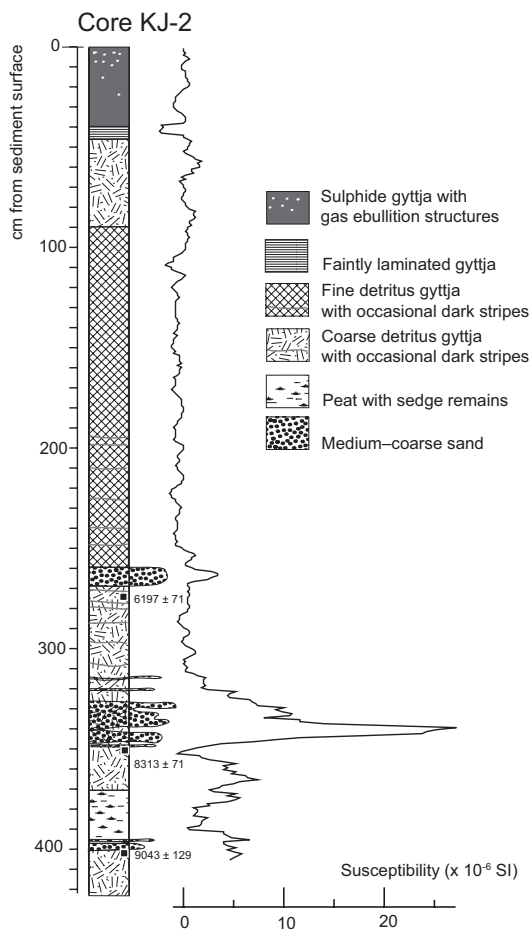 Core KJ-2
0
100
200
300
400
cm from sediment surface
Sulphide gyttja with
gas ebullition structures
Faintly laminated gyttja
Fine detritus gyttja
with occasional dark stripes
Coarse detritus gyttja
with occasional dark stripes
Peat with sedge remains
Medium–coarse sand
6197 ± 71
8313 ± 71
9043 ± 129
Susceptibility (x 10⁻⁶ SI)
0 10 20